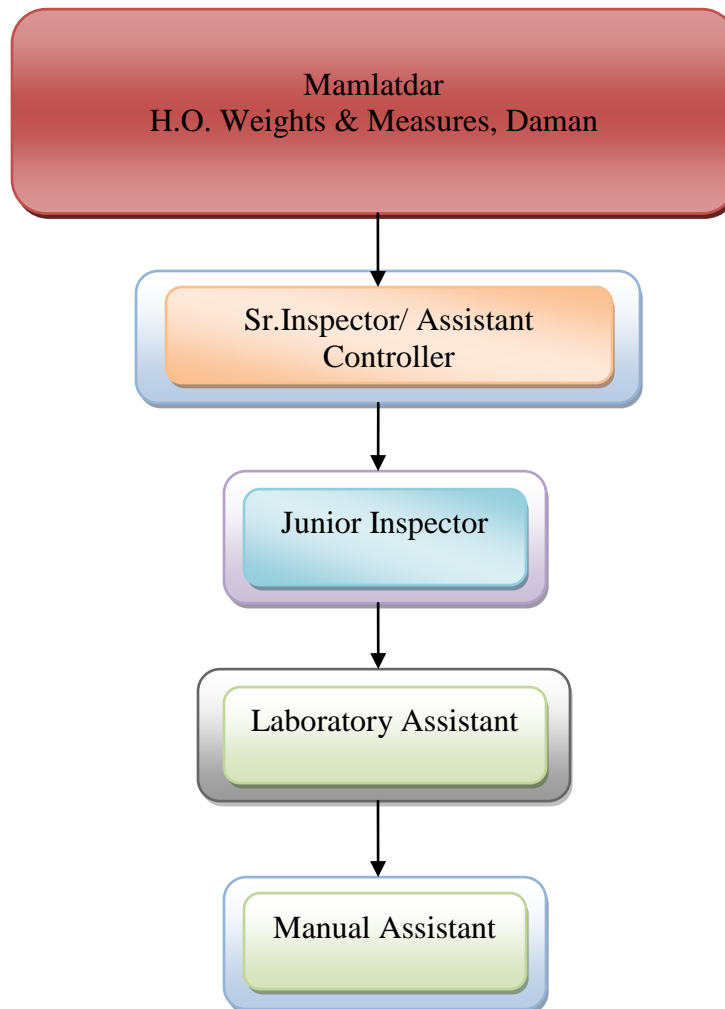 Mamlatdar
H.O. Weights & Measures, Daman
Sr.Inspector/ Assistant
Controller
Junior Inspector
Laboratory Assistant
Manual Assistant